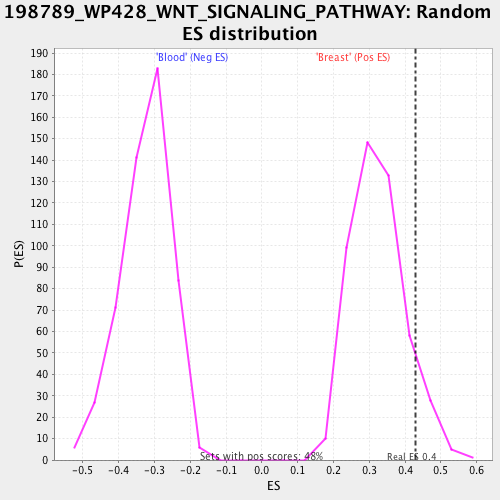 198789_WP428_WNT_SIGNALING_PATHWAY: Random
ES distribution
'Blood' (Neg ES)
'Breast' (Pos ES)
P(ES)
190
180
170
160
150
140
130
120
110
100
90
80
70
60
50
40
30
20
10
0
Sets with pos scores: 48%
Real ES 0.4
-0.5 -0.4 -0.3 -0.2 -0.1 0.0 0.1 0.2 0.3 0.4 0.5 0.6
ES